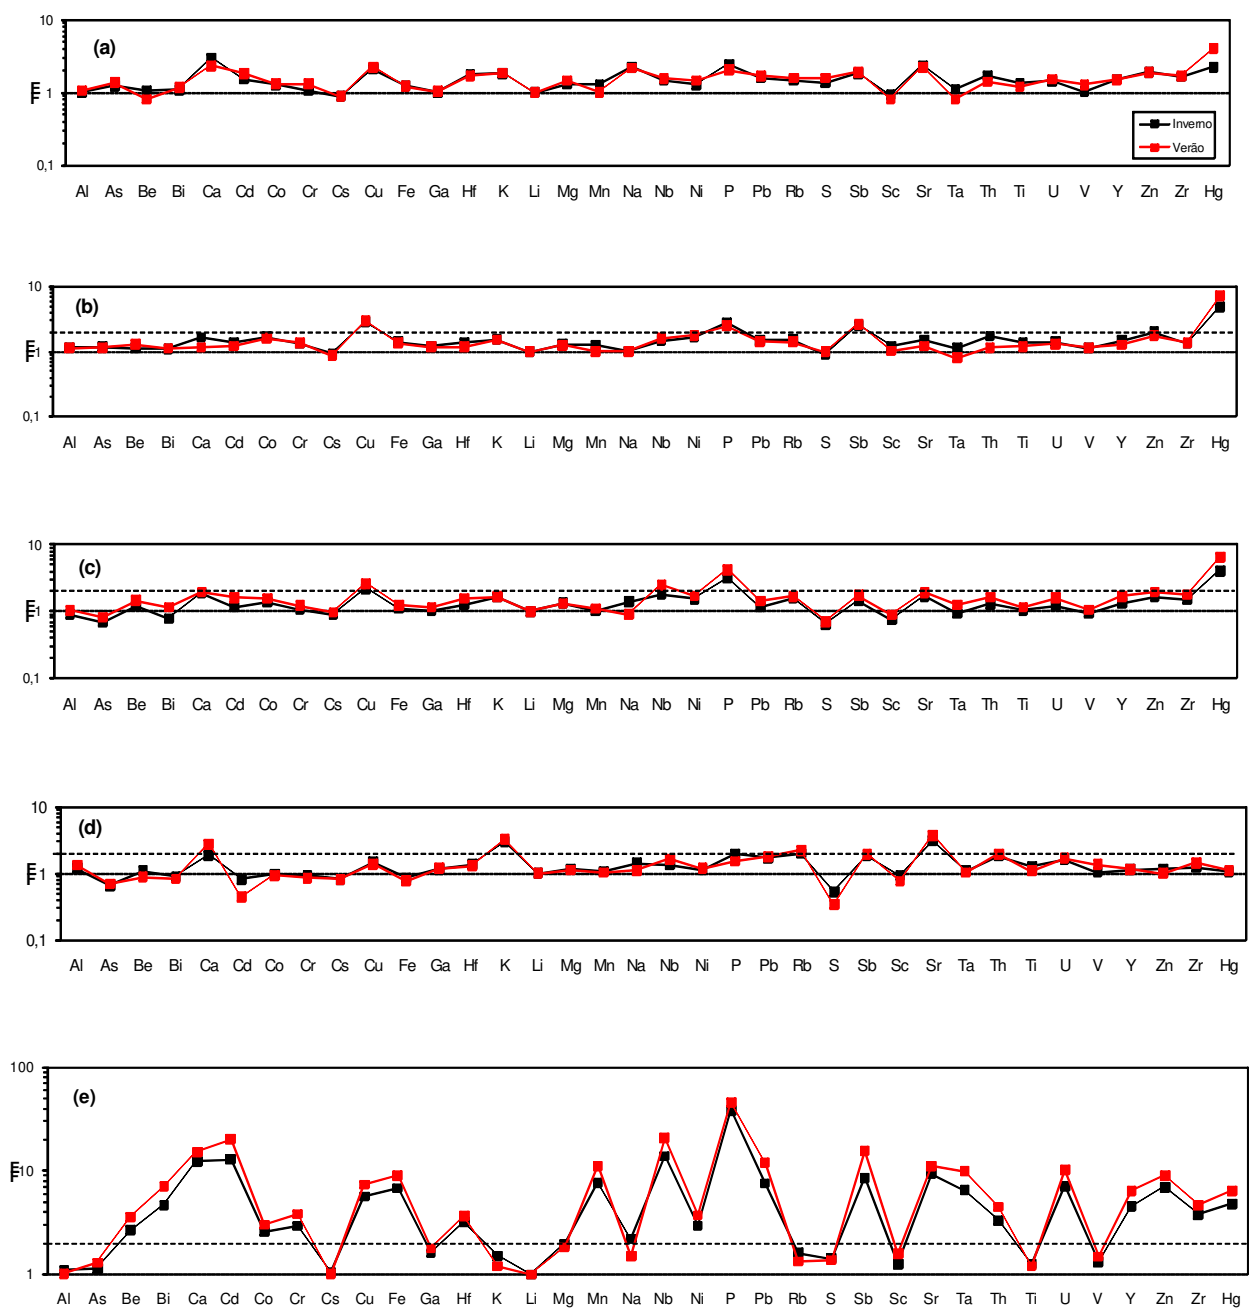 10
(a)
EF
1
Inverno
Verão
0,1
Al As Be Bi Ca Cd Co Cr Cs Cu Fe Ga Hf K Li Mg Mn Na Nb Ni P Pb Rb S Sb Sc Sr Ta Th Ti U V Y Zn Zr Hg
10
(b)
EF
1
0,1
Al As Be Bi Ca Cd Co Cr Cs Cu Fe Ga Hf K Li Mg Mn Na Nb Ni P Pb Rb S Sb Sc Sr Ta Th Ti U V Y Zn Zr Hg
10
(c)
EF
1
0,1
Al As Be Bi Ca Cd Co Cr Cs Cu Fe Ga Hf K Li Mg Mn Na Nb Ni P Pb Rb S Sb Sc Sr Ta Th Ti U V Y Zn Zr Hg
10
(d)
EF
1
0,1
Al As Be Bi Ca Cd Co Cr Cs Cu Fe Ga Hf K Li Mg Mn Na Nb Ni P Pb Rb S Sb Sc Sr Ta Th Ti U V Y Zn Zr Hg
100
(e)
EF
10
1
Al As Be Bi Ca Cd Co Cr Cs Cu Fe Ga Hf K Li Mg Mn Na Nb Ni P Pb Rb S Sb Sc Sr Ta Th Ti U V Y Zn Zr Hg